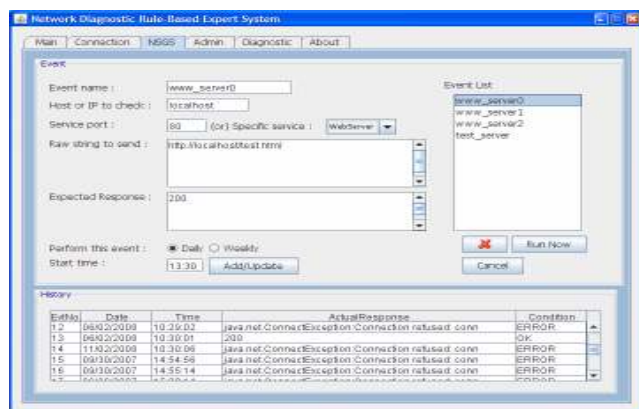 Network Diagnostic Rule-Based Expert System
Main Connection NSGS Admin Diagnostic About
Event
Event name : www_server0
Host or IP to check : localhost
Service port : 80 (or) Specific service : WebServer
Raw string to send : http://localhost/test.html
Expected Response : 200
Perform this event : Daily Weekly
Start time : 13:30 Add/Update
Event List
www_server0
www_server1
www_server2
test_server
Run Now
Cancel
History
EvtNo Date Time ActualResponse Condition
12 06/02/2008 10:29:02 java.net.ConnectException:Connection refused: conn ERROR
13 06/02/2008 10:30:01 200 OK
14 11/02/2008 10:30:06 java.net.ConnectException:Connection refused: conn ERROR
15 09/30/2007 14:54:56 java.net.ConnectException:Connection refused: conn ERROR
16 09/30/2007 14:55:14 java.net.ConnectException:Connection refused: conn ERROR